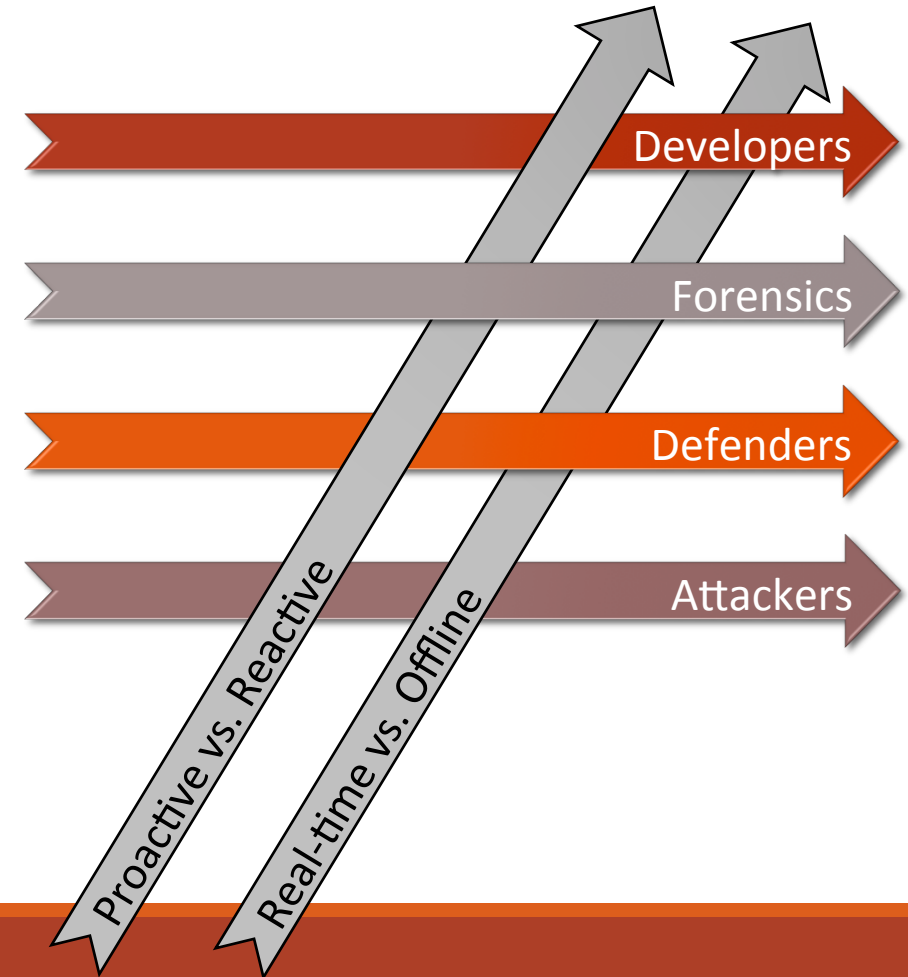 Developers
Forensics
Defenders
Attackers
Proactive vs. Reactive
Real-time vs. Offline